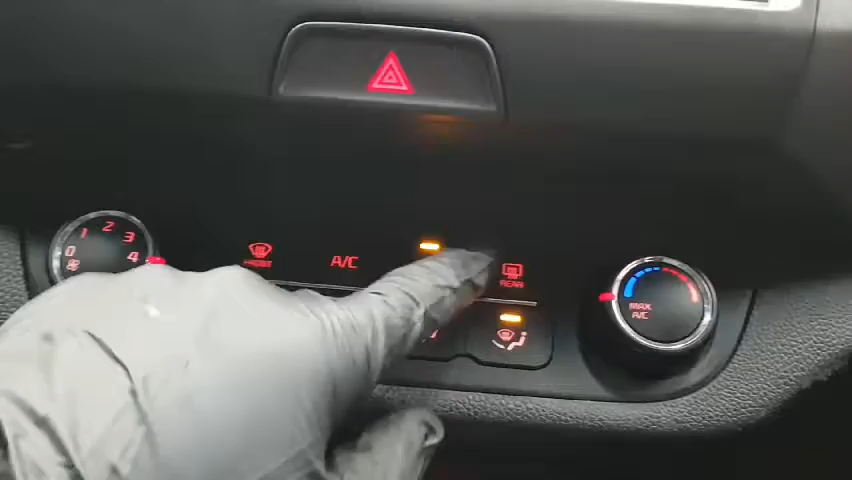 1 2 3
0 4
FRONT
A/C
REAR
MAX
A/C